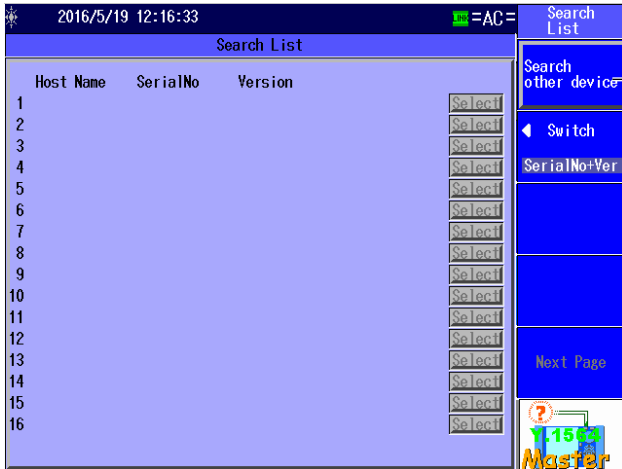 2016/5/19 12:16:33
LINK =AC=
Search List
Search List
Search other device
Host Name SerialNo Version
1 Select
2 Select
3 Select
4 Select
5 Select
6 Select
7 Select
8 Select
9 Select
10 Select
11 Select
12 Select
13 Select
14 Select
15 Select
16 Select
Switch
SerialNo+Ver
Next Page
?
Y.1564
Master